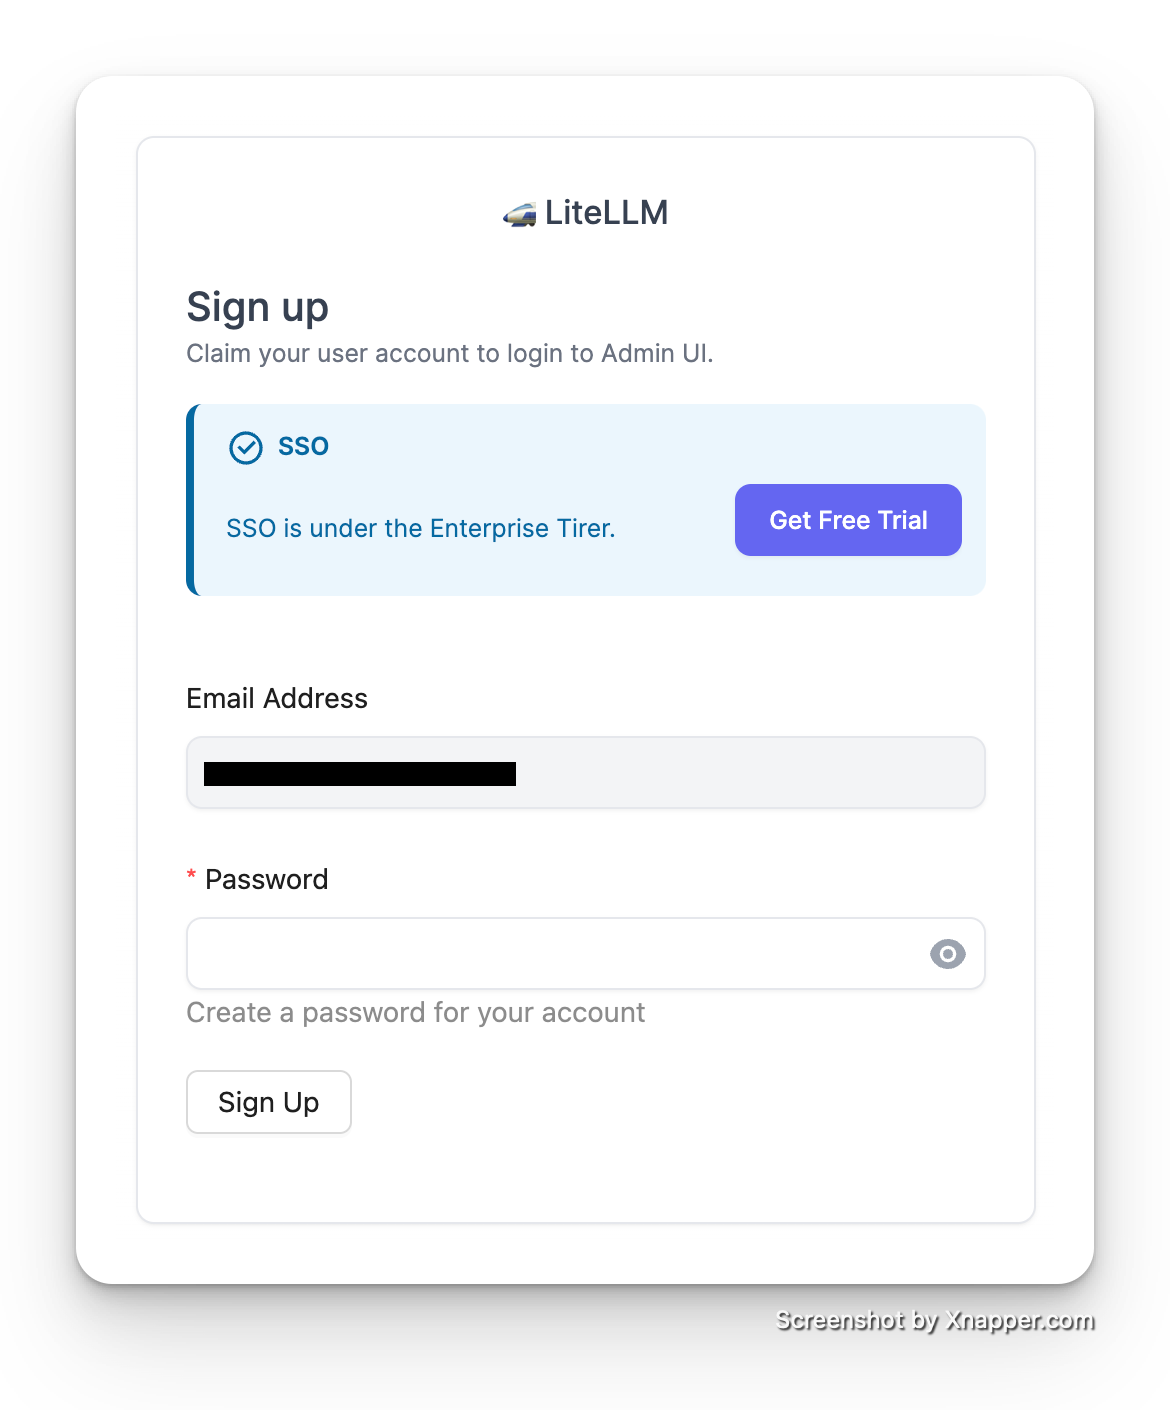 🚅 LiteLLM
Sign up
Claim your user account to login to Admin UI.
SSO
SSO is under the Enterprise Tirer.
Get Free Trial
Email Address
* Password
Create a password for your account
Sign Up
Screenshot by Xnapper.com